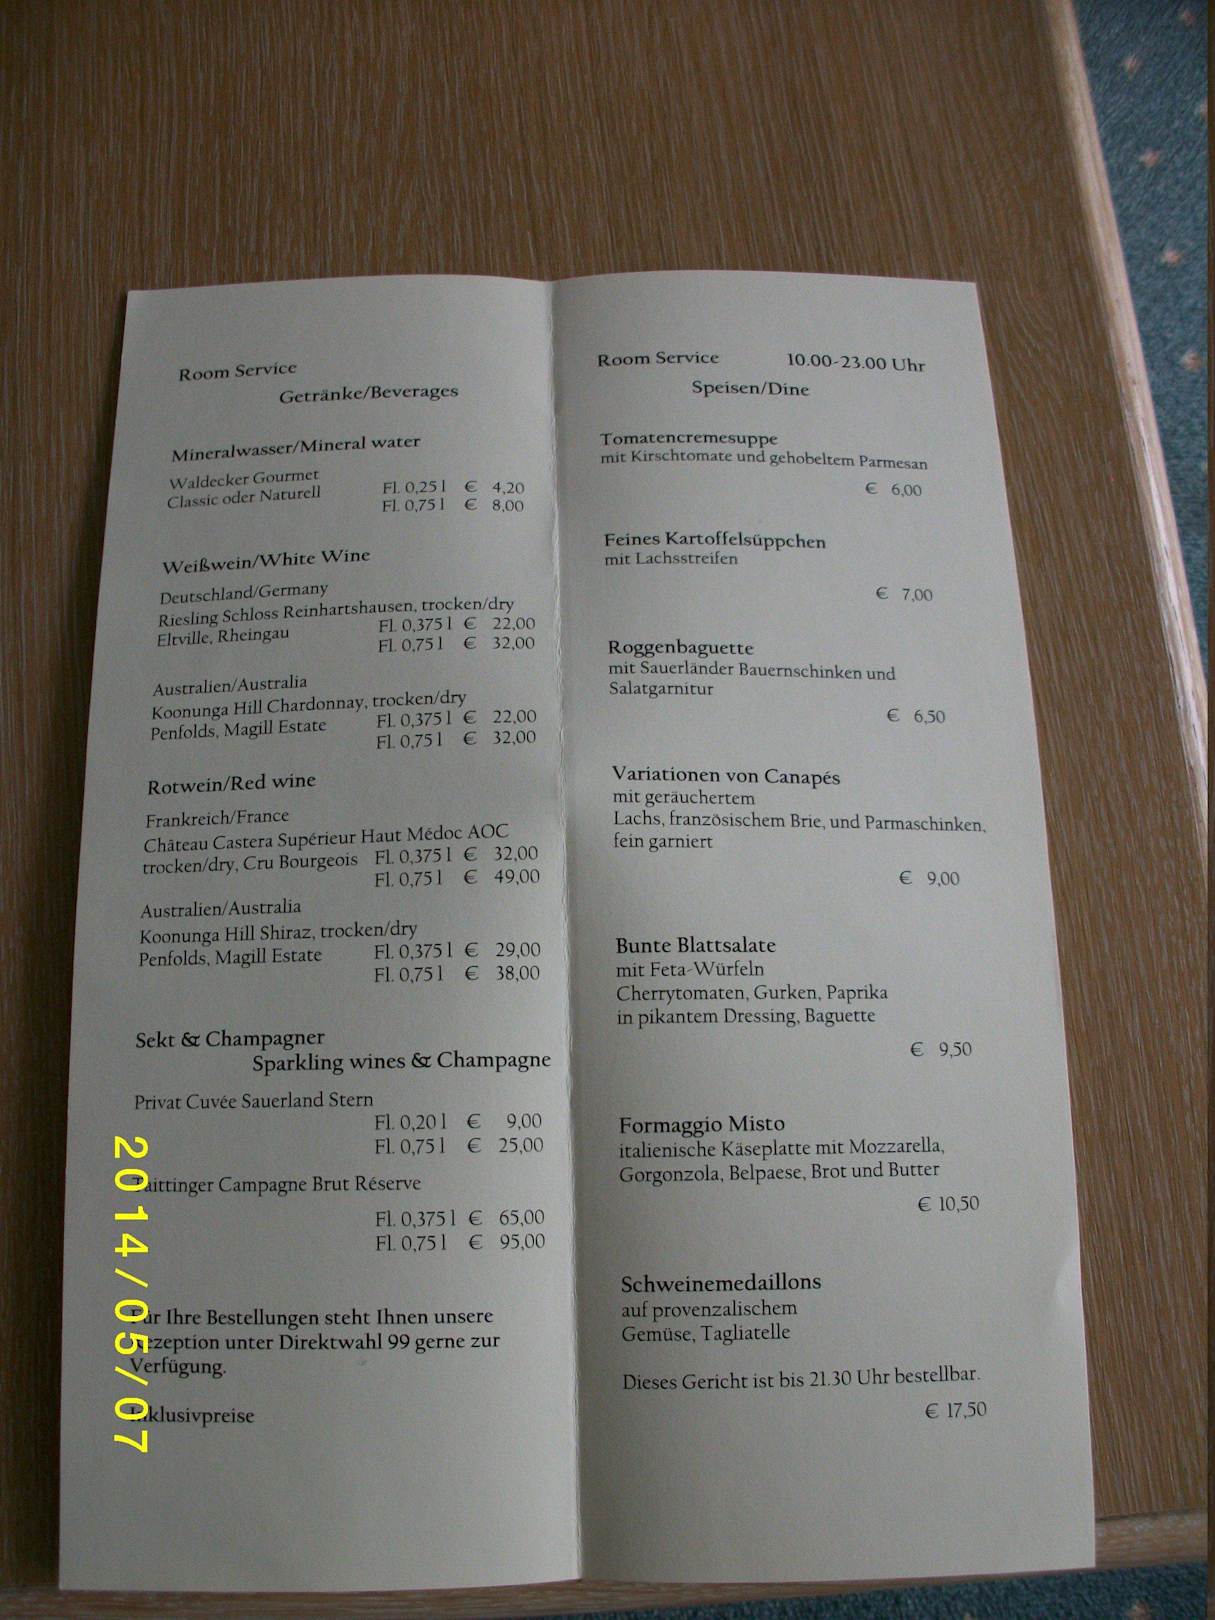 Room Service
Getränke/Beverages
Mineralwasser/Mineral water
Waldecker Gourmet
Classic oder Naturell Fl. 0,25 l € 4,20
Fl. 0,75 l € 8,00
Weißwein/White Wine
Deutschland/Germany
Riesling Schloss Reinhartshausen, trocken/dry
Eltville, Rheingau Fl. 0,375 l € 22,00
Fl. 0,75 l € 32,00
Australien/Australia
Koonunga Hill Chardonnay, trocken/dry
Penfolds, Magill Estate Fl. 0,375 l € 22,00
Fl. 0,75 l € 32,00
Rotwein/Red wine
Frankreich/France
Château Castera Supérieur Haut Médoc AOC
trocken/dry, Cru Bourgeois Fl. 0,375 l € 32,00
Fl. 0,75 l € 49,00
Australien/Australia
Koonunga Hill Shiraz, trocken/dry
Penfolds, Magill Estate Fl. 0,375 l € 29,00
Fl. 0,75 l € 38,00
Sekt & Champagner
Sparkling wines & Champagne
Privat Cuvée Sauerland Stern
Fl. 0,20 l € 9,00
Fl. 0,75 l € 25,00
Taittinger Campagne Brut Réserve
Fl. 0,375 l € 65,00
Fl. 0,75 l € 95,00
Für Ihre Bestellungen steht Ihnen unsere
Rezeption unter Direktwahl 99 gerne zur
Verfügung.
Inklusivpreise
Room Service 10.00-23.00 Uhr
Speisen/Dine
Tomatencremesuppe
mit Kirschtomate und gehobeltem Parmesan
€ 6,00
Feines Kartoffelsüppchen
mit Lachsstreifen
€ 7,00
Roggenbaguette
mit Sauerländer Bauernschinken und
Salatgarnitur
€ 6,50
Variationen von Canapés
mit geräuchertem
Lachs, französischem Brie, und Parmaschinken,
fein garniert
€ 9,00
Bunte Blattsalate
mit Feta-Würfeln
Cherrytomaten, Gurken, Paprika
in pikantem Dressing, Baguette
€ 9,50
Formaggio Misto
italienische Käseplatte mit Mozzarella,
Gorgonzola, Belpaese, Brot und Butter
€ 10,50
Schweinemedaillons
auf provenzalischem
Gemüse, Tagliatelle
Dieses Gericht ist bis 21.30 Uhr bestellbar.
€ 17,50
2014/05/07